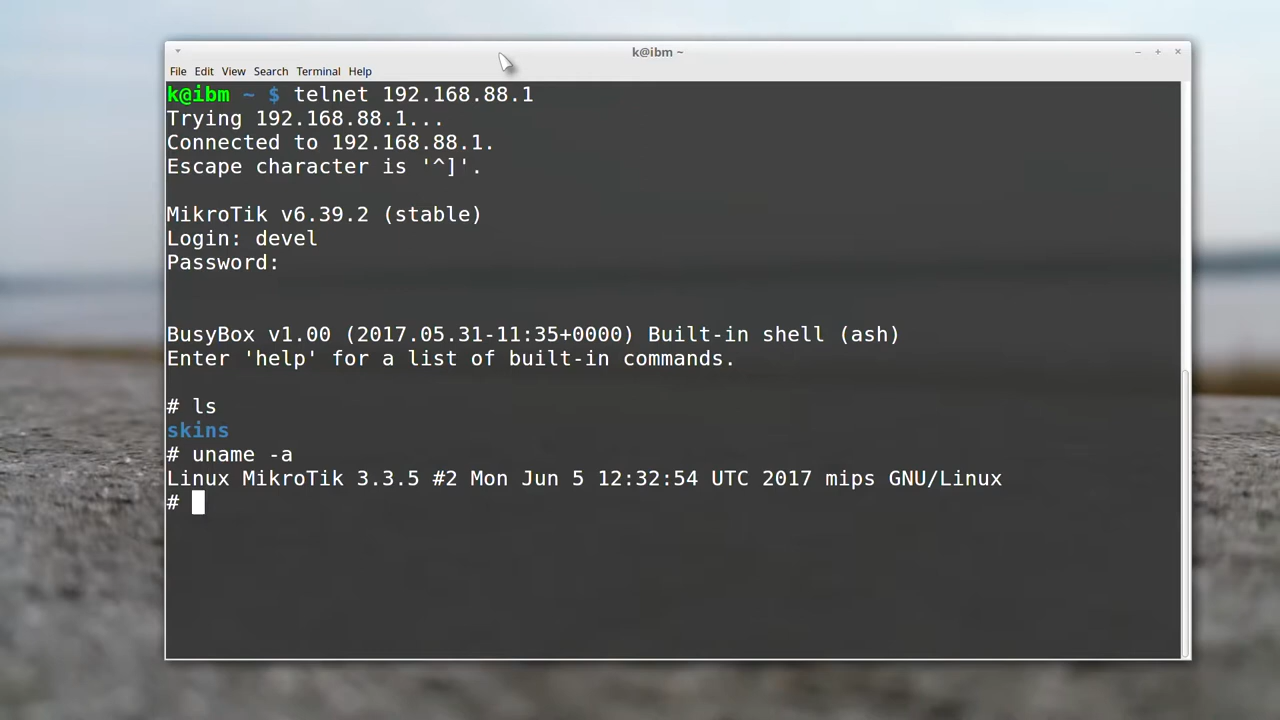 k@ibm ~
File Edit View Search Terminal Help
k@ibm ~ $ telnet 192.168.88.1
Trying 192.168.88.1...
Connected to 192.168.88.1.
Escape character is '^]'.
MikroTik v6.39.2 (stable)
Login: devel
Password:
BusyBox v1.00 (2017.05.31-11:35+0000) Built-in shell (ash)
Enter 'help' for a list of built-in commands.
# ls
skins
# uname -a
Linux MikroTik 3.3.5 #2 Mon Jun 5 12:32:54 UTC 2017 mips GNU/Linux
#